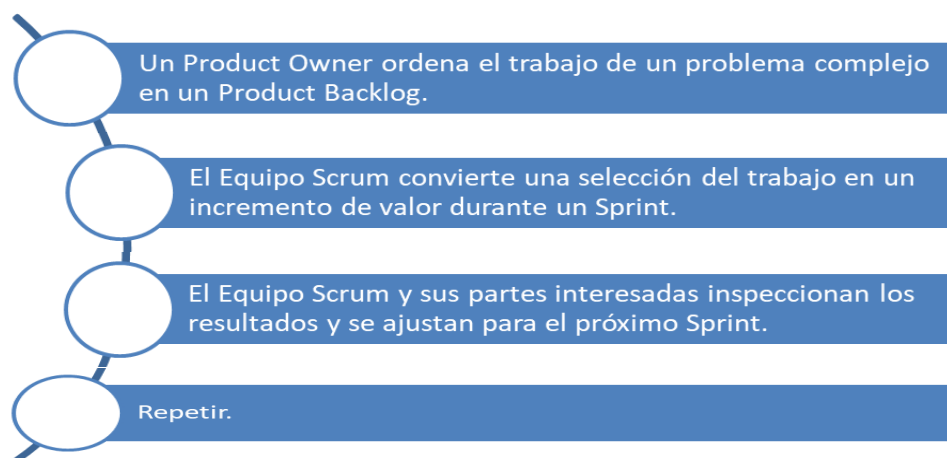 Un Product Owner ordena el trabajo de un problema complejo
en un Product Backlog.
El Equipo Scrum convierte una selección del trabajo en un
incremento de valor durante un Sprint.
El Equipo Scrum y sus partes interesadas inspeccionan los
resultados y se ajustan para el próximo Sprint.
Repetir.